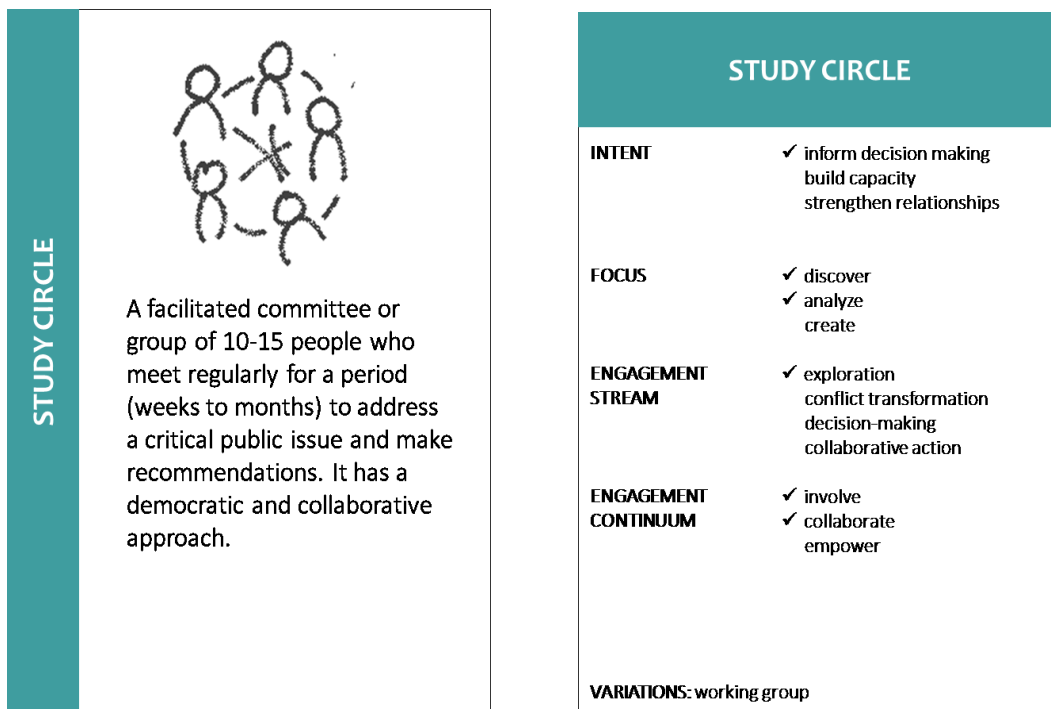 STUDY CIRCLE
A facilitated committee or
group of 10-15 people who
meet regularly for a period
(weeks to months) to address
a critical public issue and make
recommendations. It has a
democratic and collaborative
approach.
STUDY CIRCLE
INTENT ✓ inform decision making
build capacity
strengthen relationships
FOCUS ✓ discover
✓ analyze
create
ENGAGEMENT ✓ exploration
STREAM conflict transformation
decision-making
collaborative action
ENGAGEMENT ✓ involve
CONTINUUM ✓ collaborate
empower
VARIATIONS: working group